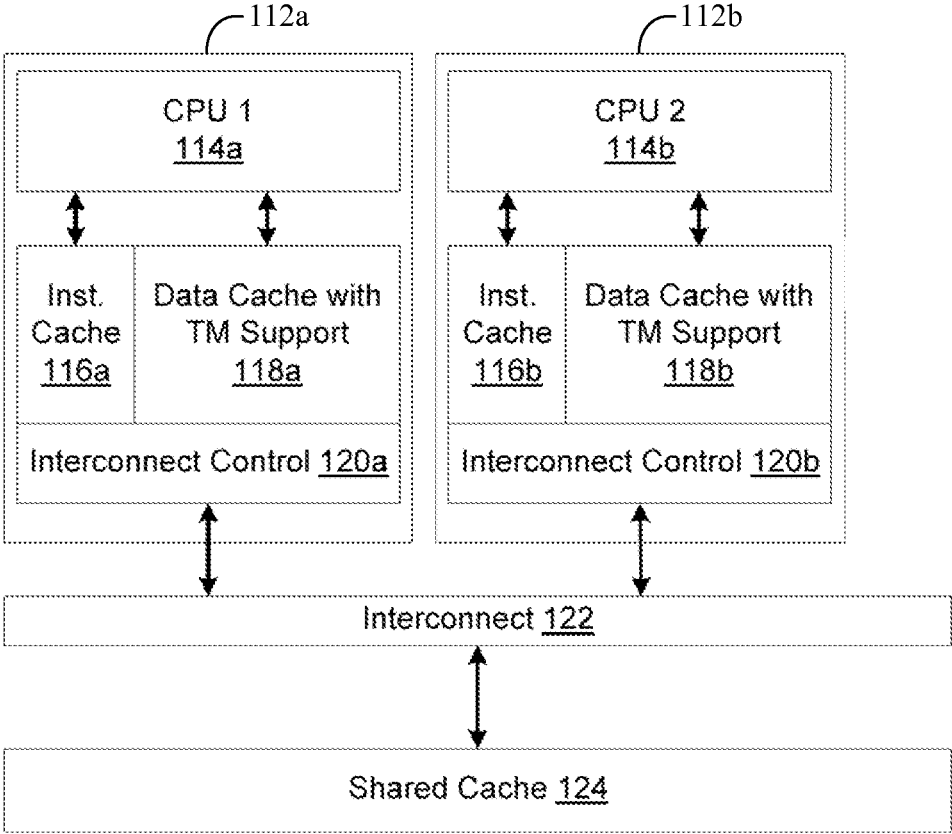 112a
112b
CPU 1
114a
CPU 2
114b
Inst.
Cache
116a
Data Cache with
TM Support
118a
Inst.
Cache
116b
Data Cache with
TM Support
118b
Interconnect Control 120a
Interconnect Control 120b
Interconnect 122
Shared Cache 124